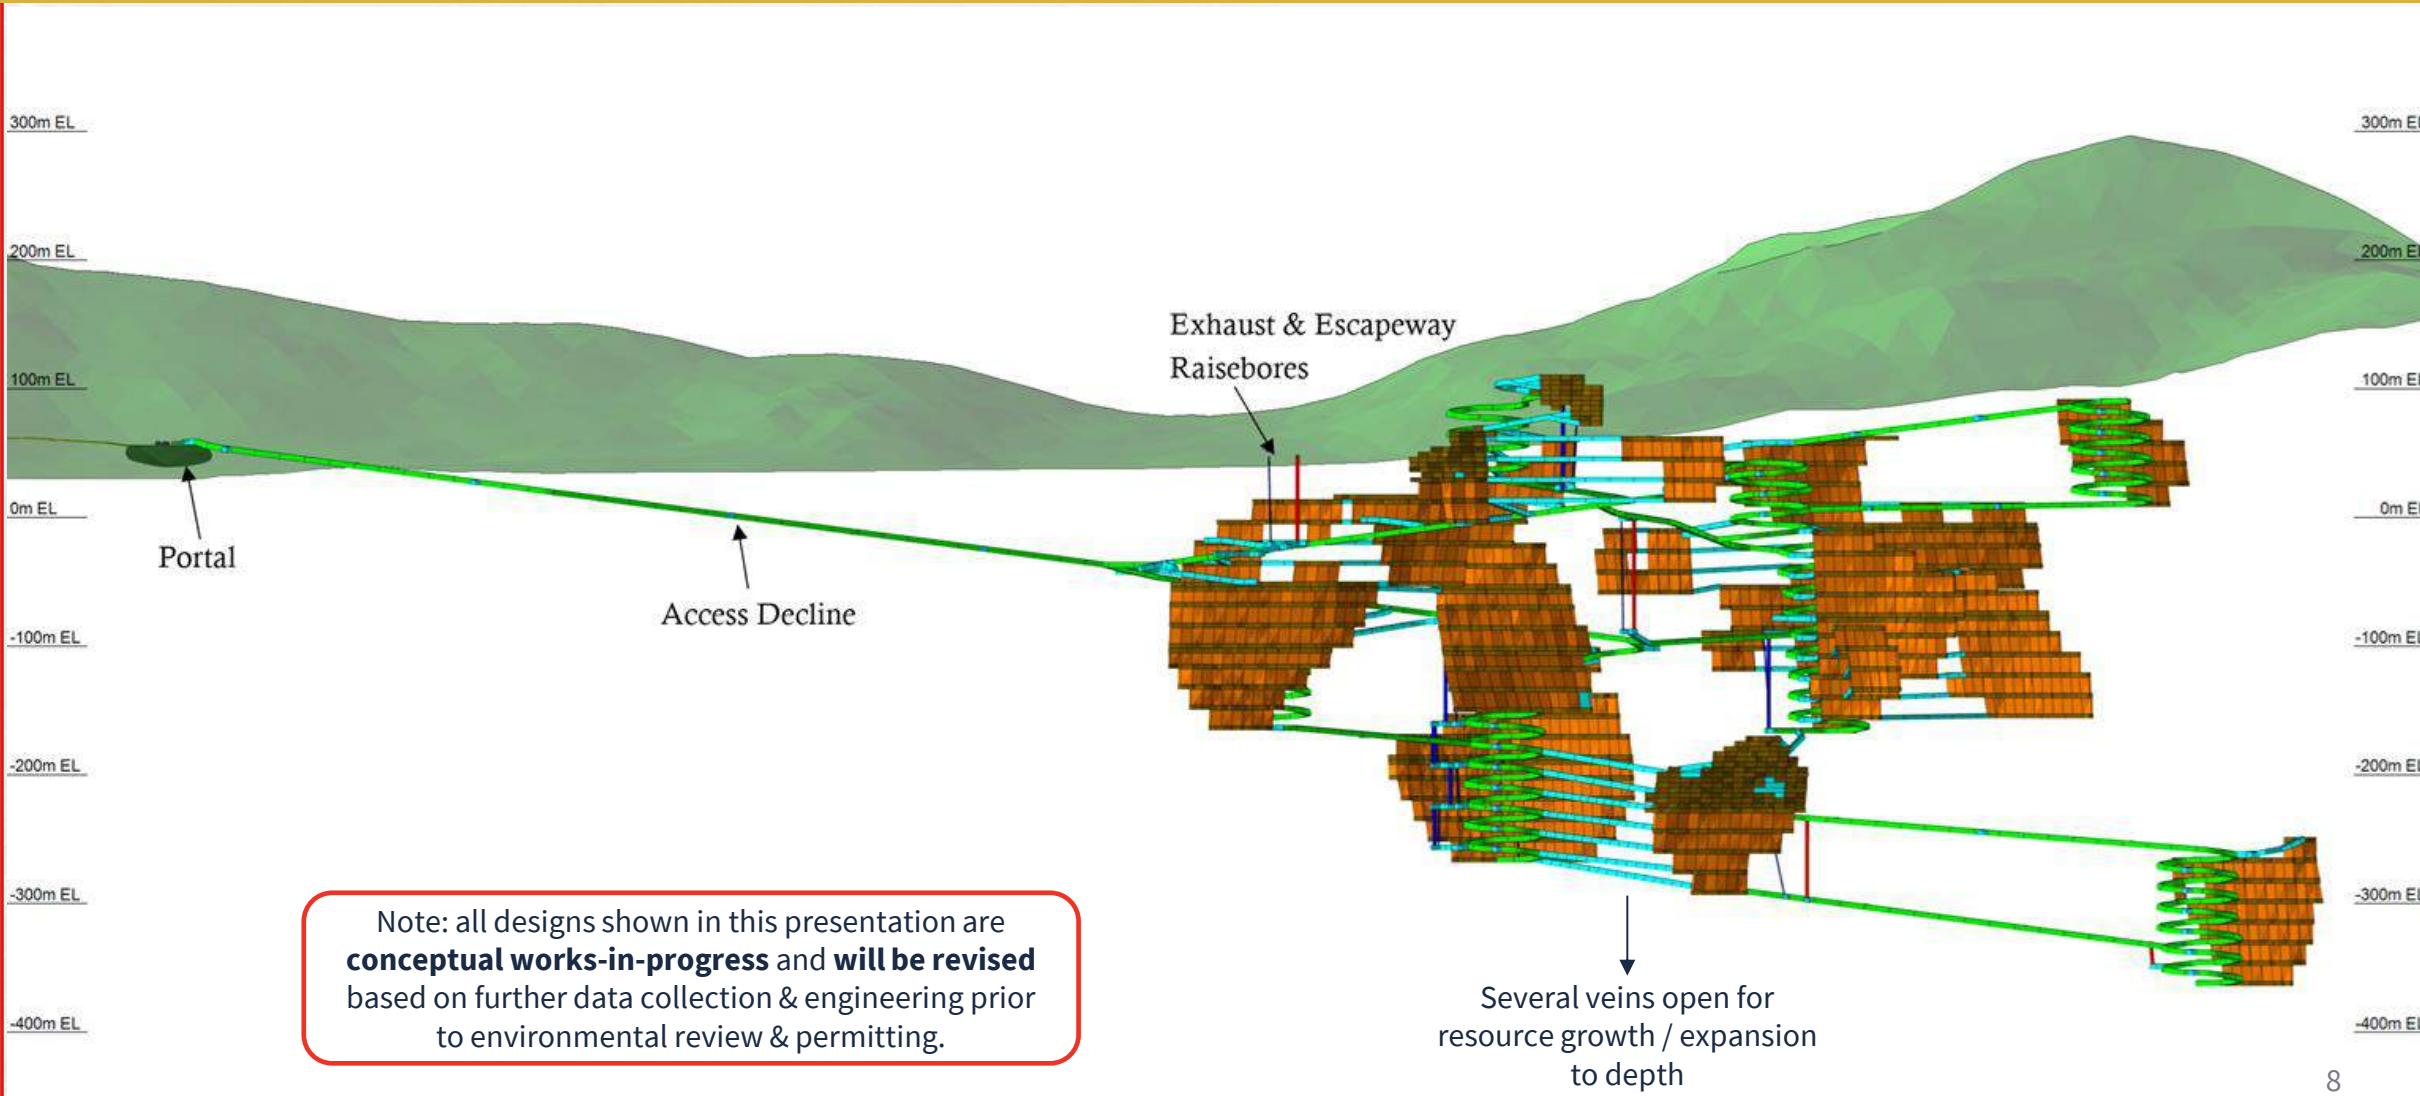 300m EL
200m EL
100m EL
0m EL
-100m EL
-200m EL
-300m EL
-400m EL
Portal
Access Decline
Exhaust & Escapeway
Raisebores
300m EL
200m EL
100m EL
0m EL
-100m EL
-200m EL
-300m EL
-400m EL
Note: all designs shown in this presentation are
conceptual works-in-progress and will be revised
based on further data collection & engineering prior
to environmental review & permitting.
Several veins open for
resource growth / expansion
to depth
8